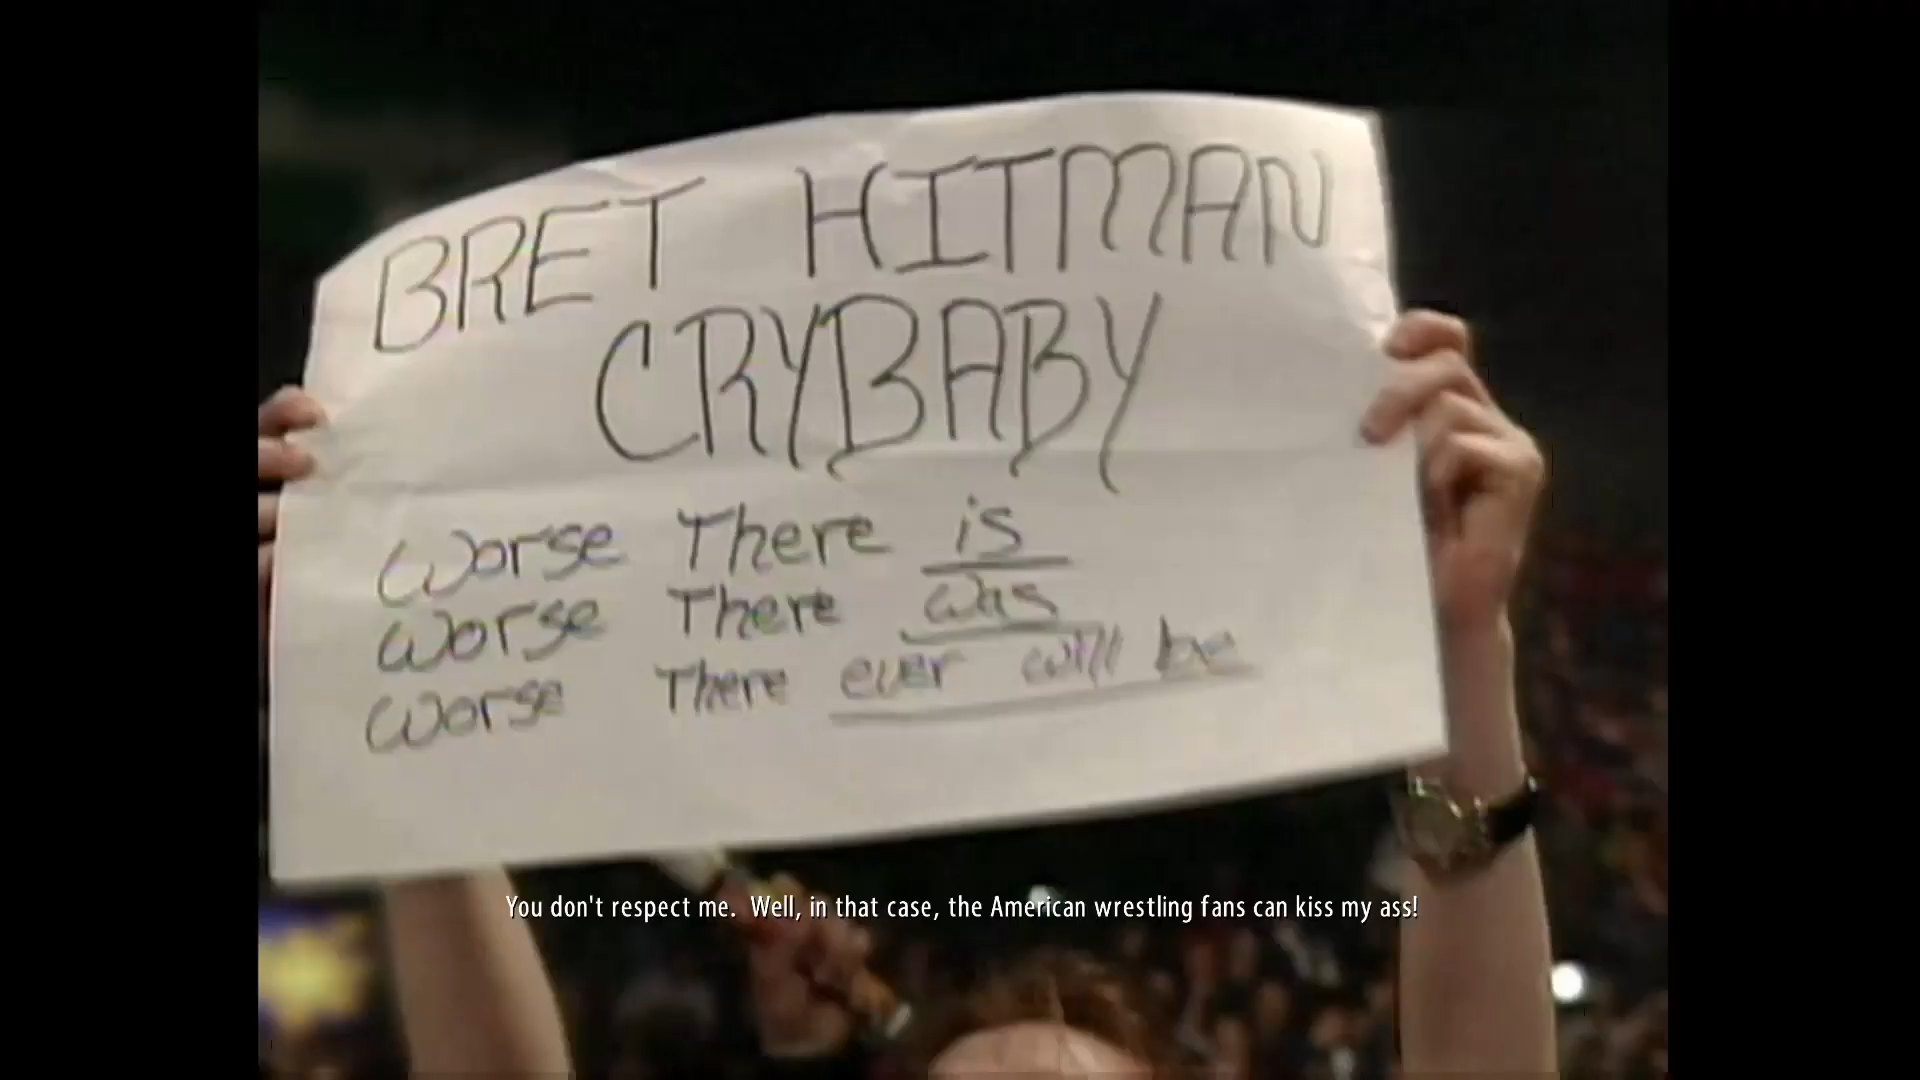 BRET HITMAN
CRYBABY
Worse There is
Worse There was
Worse There ever will be
You don't respect me.  Well, in that case, the American wrestling fans can kiss my ass!